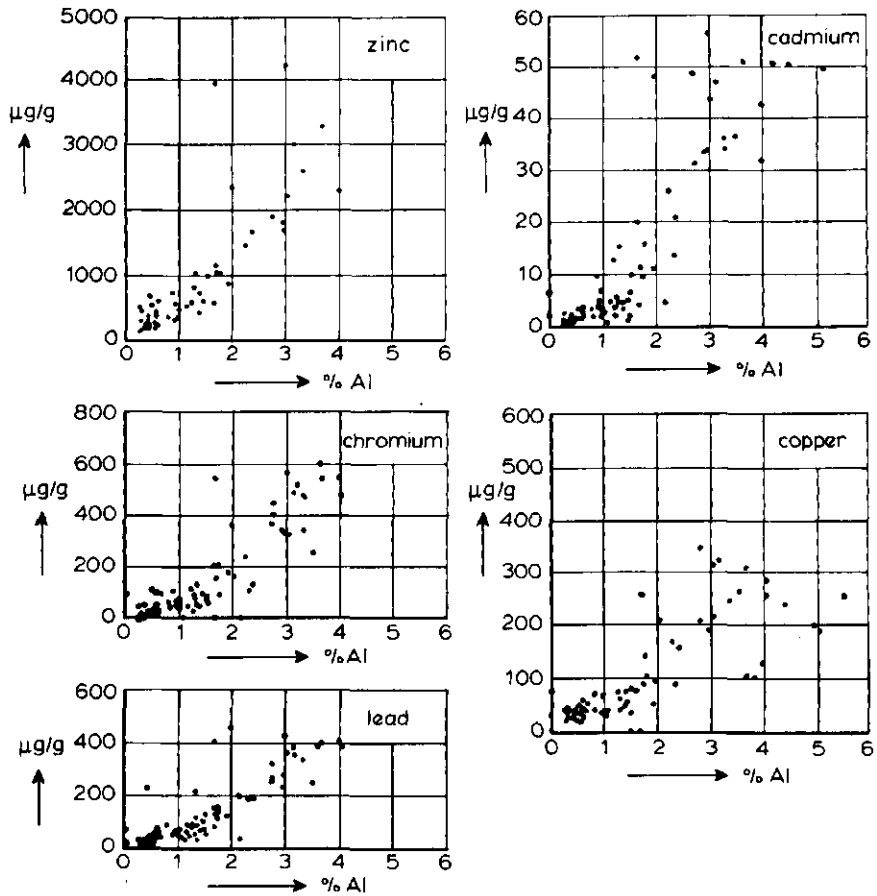 zinc
μg/g
5000
4000
3000
2000
1000
0
0 1 2 3 4 5 6
% Al
cadmium
μg/g
60
50
40
30
20
10
0
0 1 2 3 4 5 6
% Al
chromium
μg/g
800
600
400
200
0
0 1 2 3 4 5 6
% Al
copper
μg/g
600
500
400
300
200
100
0
0 1 2 3 4 5 6
% Al
lead
μg/g
600
400
200
0
0 1 2 3 4 5 6
% Al